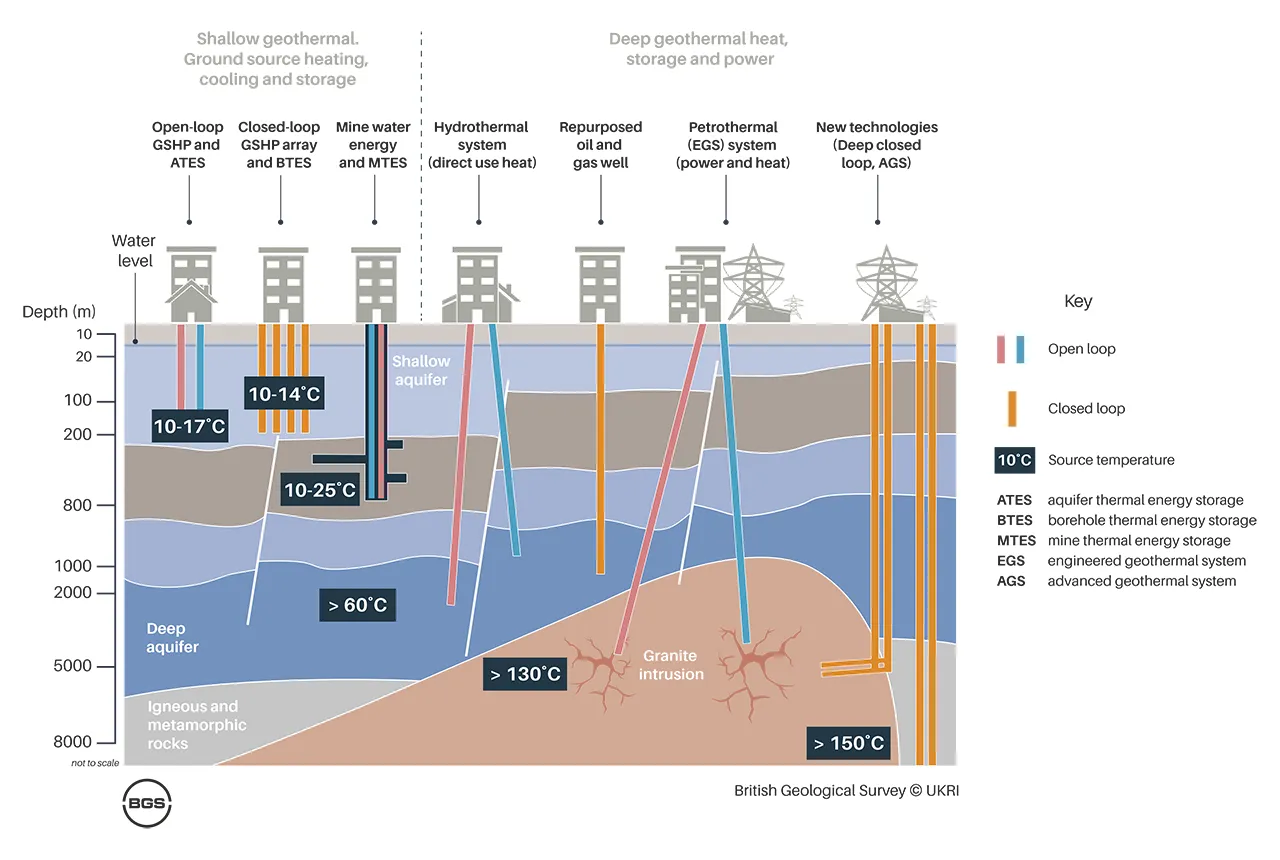 Shallow geothermal.
Ground source heating,
cooling and storage
Deep geothermal heat,
storage and power
Open-loop
GSHP and
ATES
Closed-loop
GSHP array
and BTES
Mine water
energy
and MTES
Hydrothermal
system
(direct use heat)
Repurposed
oil and
gas well
Petrothermal
(EGS) system
(power and heat)
New technologies
(Deep closed
loop, AGS)
Water
level
Depth (m)
10
20
100
200
800
1000
2000
5000
8000
not to scale
Shallow
aquifer
10-14˚C
10-17˚C
10-25˚C
> 60˚C
Deep
aquifer
> 130˚C
Granite
intrusion
Igneous and
metamorphic
rocks
> 150˚C
Key
Open loop
Closed loop
10˚C Source temperature
ATES aquifer thermal energy storage
BTES borehole thermal energy storage
MTES mine thermal energy storage
EGS engineered geothermal system
AGS advanced geothermal system
BGS
British Geological Survey © UKRI